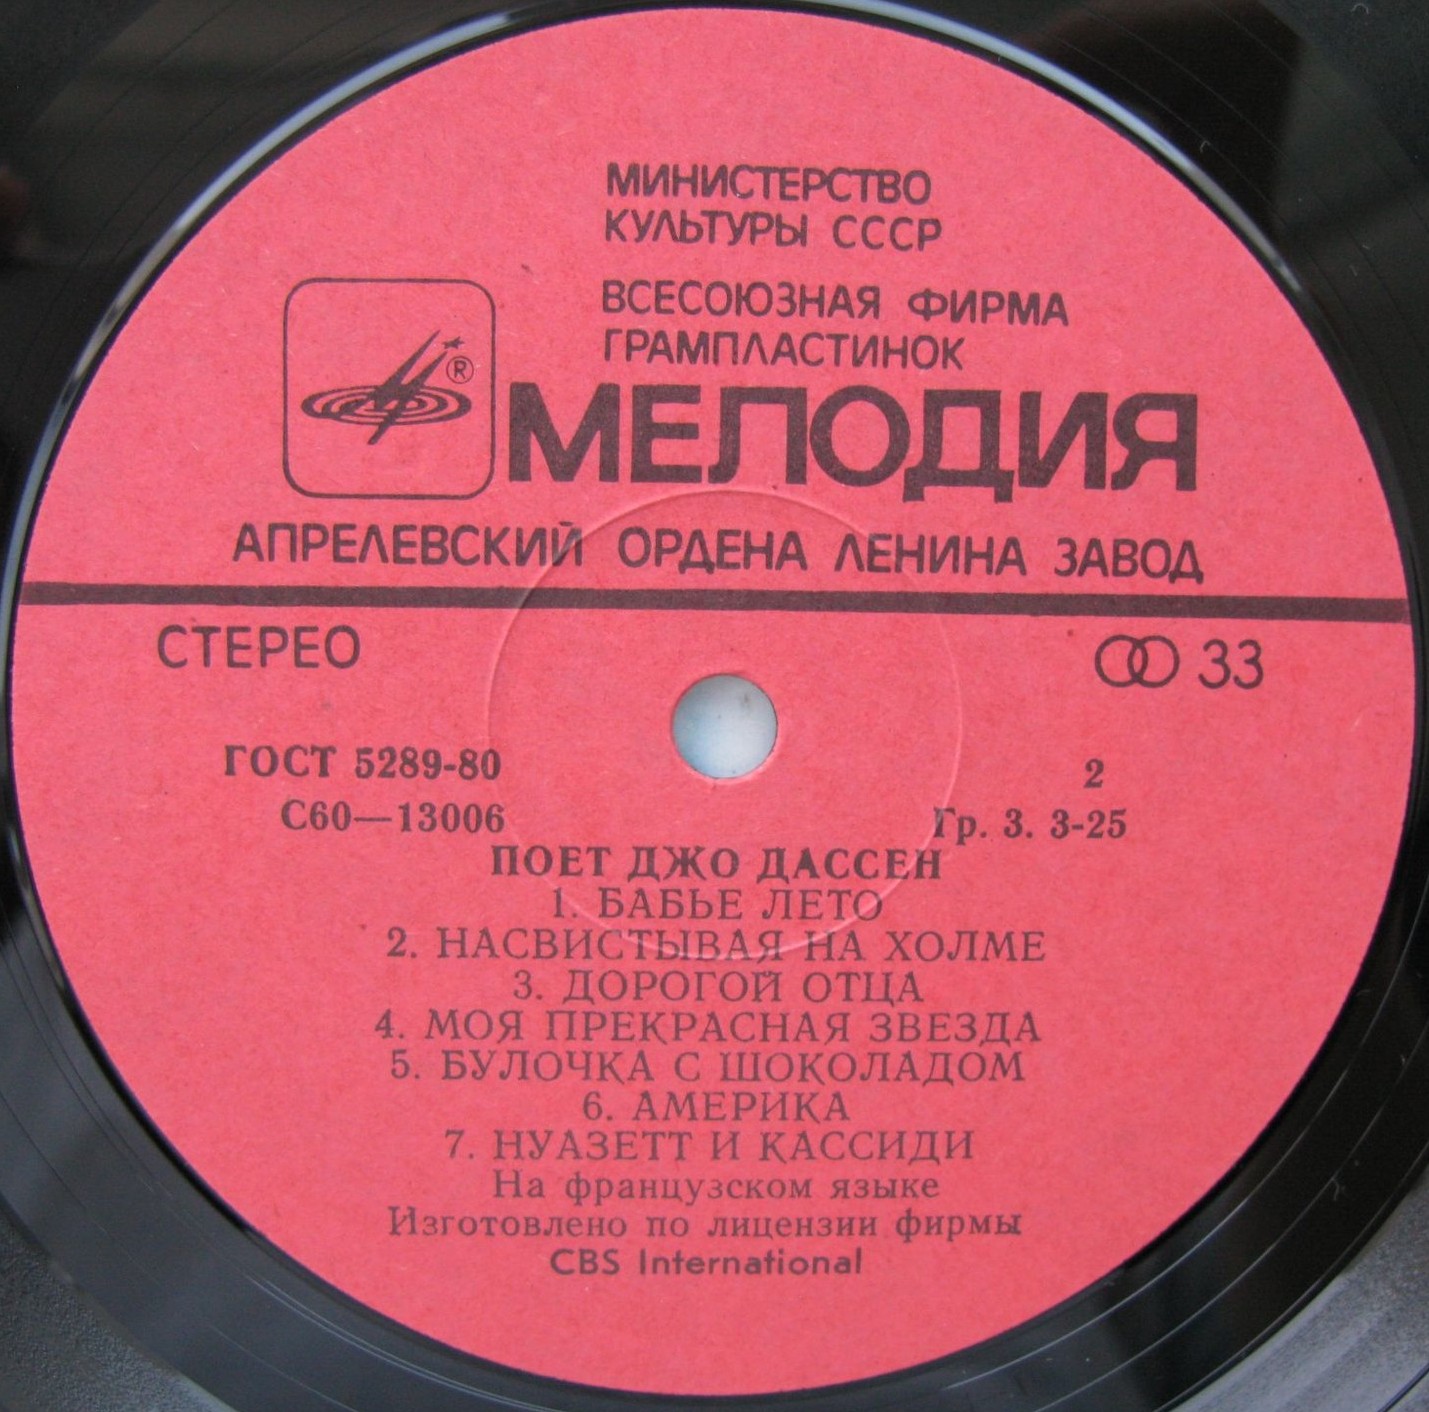 МИНИСТЕРСТВО
КУЛЬТУРЫ СССР
ВСЕСОЮЗНАЯ ФИРМА
ГРАМПЛАСТИНОК
®
МЕЛОДИЯ
АПРЕЛЕВСКИЙ ОРДЕНА ЛЕНИНА ЗАВОД
СТЕРЕО 33
ГОСТ 5289-80 2
С60—13006 Гр. 3. 3-25
ПОЕТ ДЖО ДАССЕН
1. БАБЬЕ ЛЕТО
2. НАСВИСТЫВАЯ НА ХОЛМЕ
3. ДОРОГОЙ ОТЦА
4. МОЯ ПРЕКРАСНАЯ ЗВЕЗДА
5. БУЛОЧКА С ШОКОЛАДОМ
6. АМЕРИКА
7. НУАЗЕТТ И КАССИДИ
На французском языке
Изготовлено по лицензии фирмы
CBS International